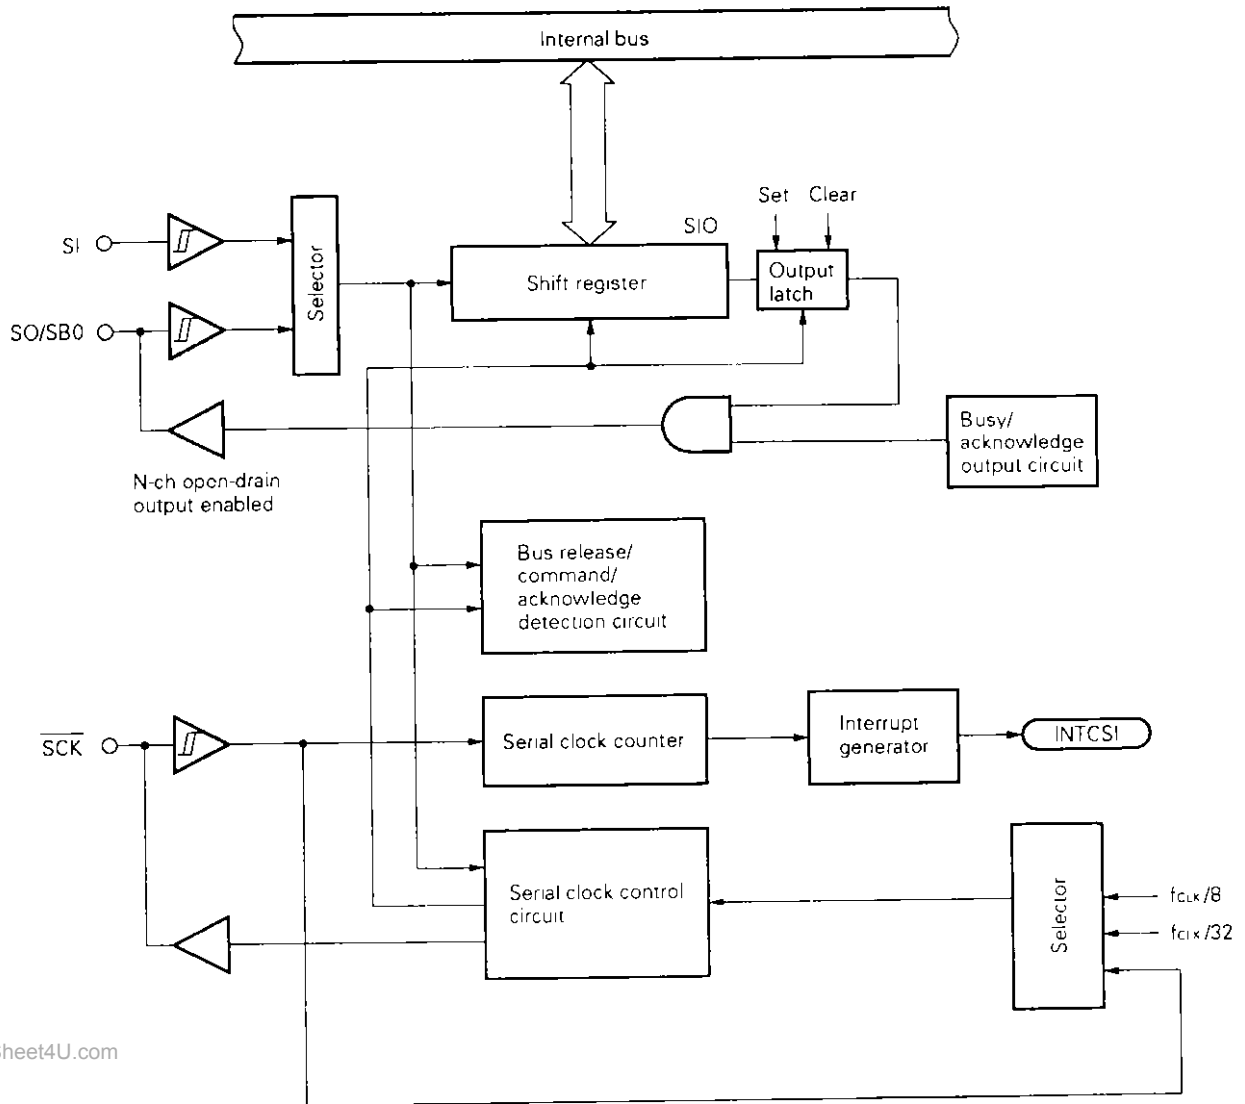 Internal bus
Set Clear
SIO
SI
Selector
Shift register
Output
latch
SO/SB0
Busy/
acknowledge
output circuit
N-ch open-drain
output enabled
Bus release/
command/
acknowledge
detection circuit
SCK
Serial clock counter
Interrupt
generator
INTCSI
Serial clock control
circuit
Selector
fCLK/8
fCLK/32
Sheet4U.com